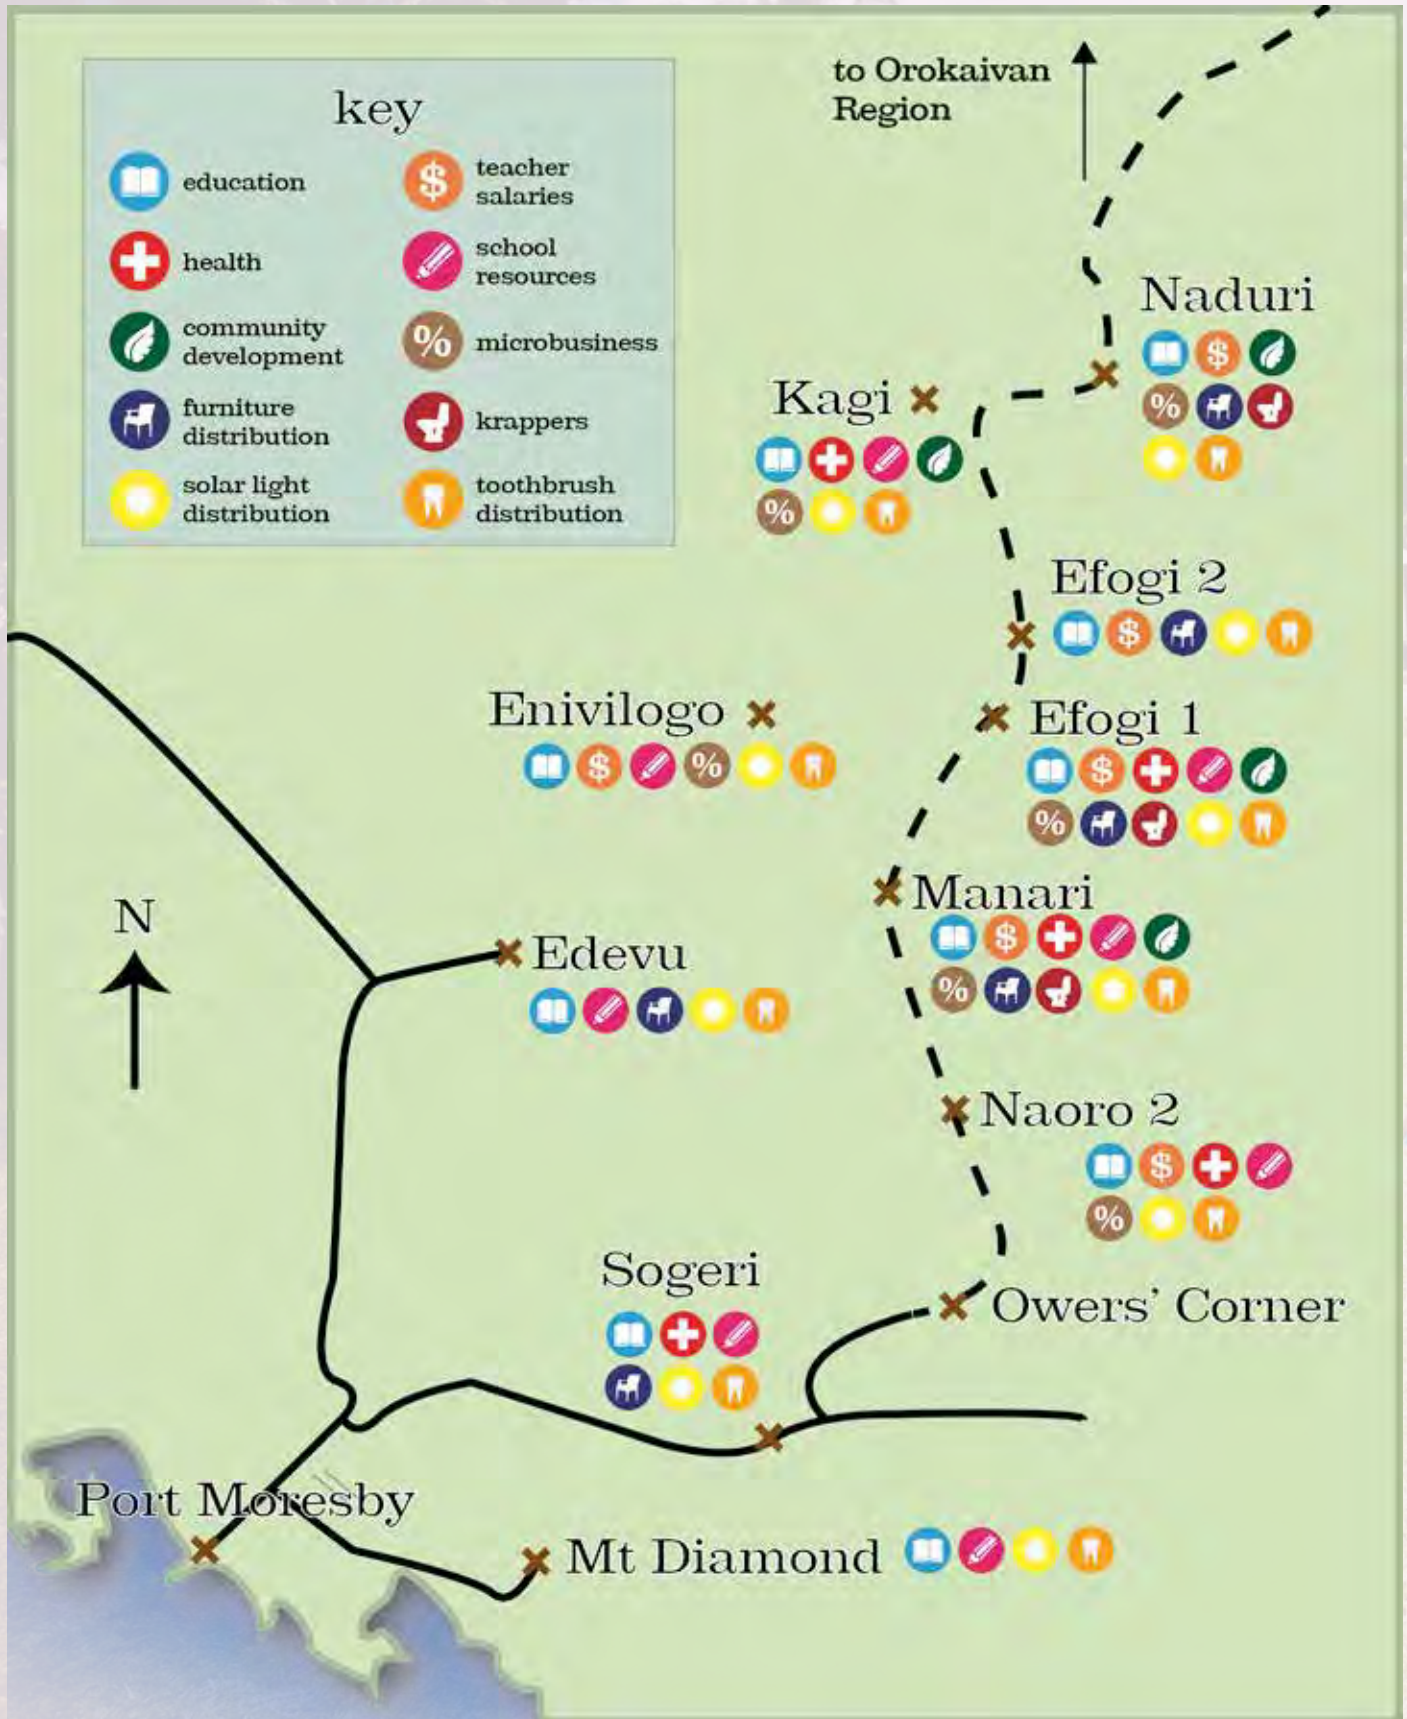 to Orokaivan
Region
key
education
teacher
salaries
health
school
resources
community
development
% microbusiness
furniture
distribution
krappers
solar light
distribution
toothbrush
distribution
$
Naduri
$
%
Kagi
%
Efogi 2
$
Enivilogo
$ %
Efogi 1
$
%
Manari
$
%
N
Edevu
Naoro 2
$
%
Sogeri
Owers' Corner
Port Moresby
Mt Diamond